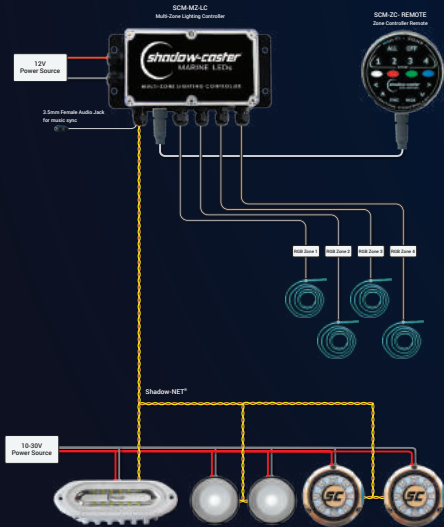 SCM-MZ-LC
Multi-Zone Lighting Controller
SCM-ZC- REMOTE
Zone Controller Remote
shadow-caster
MARINE LEDs
MULTI-ZONE LIGHTING CONTROLLER
ALL OFF
1 2 3 4
shadow-caster
12V
Power Source
3.5mm Female Audio Jack
for music sync
RGB Zone 1
RGB Zone 2
RGB Zone 3
RGB Zone 4
Shadow-NET®
10-30V
Power Source
SC
SC